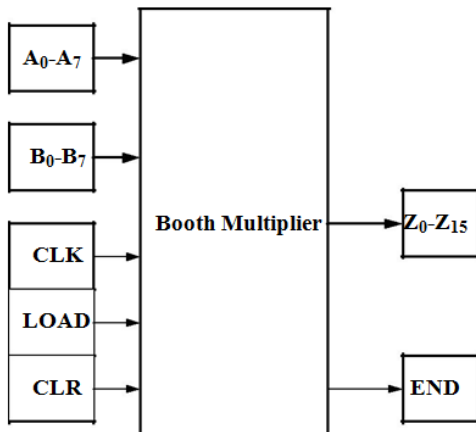 A₀-A₇
B₀-B₇
Booth Multiplier
Z₀-Z₁₅
CLK
LOAD
CLR
END